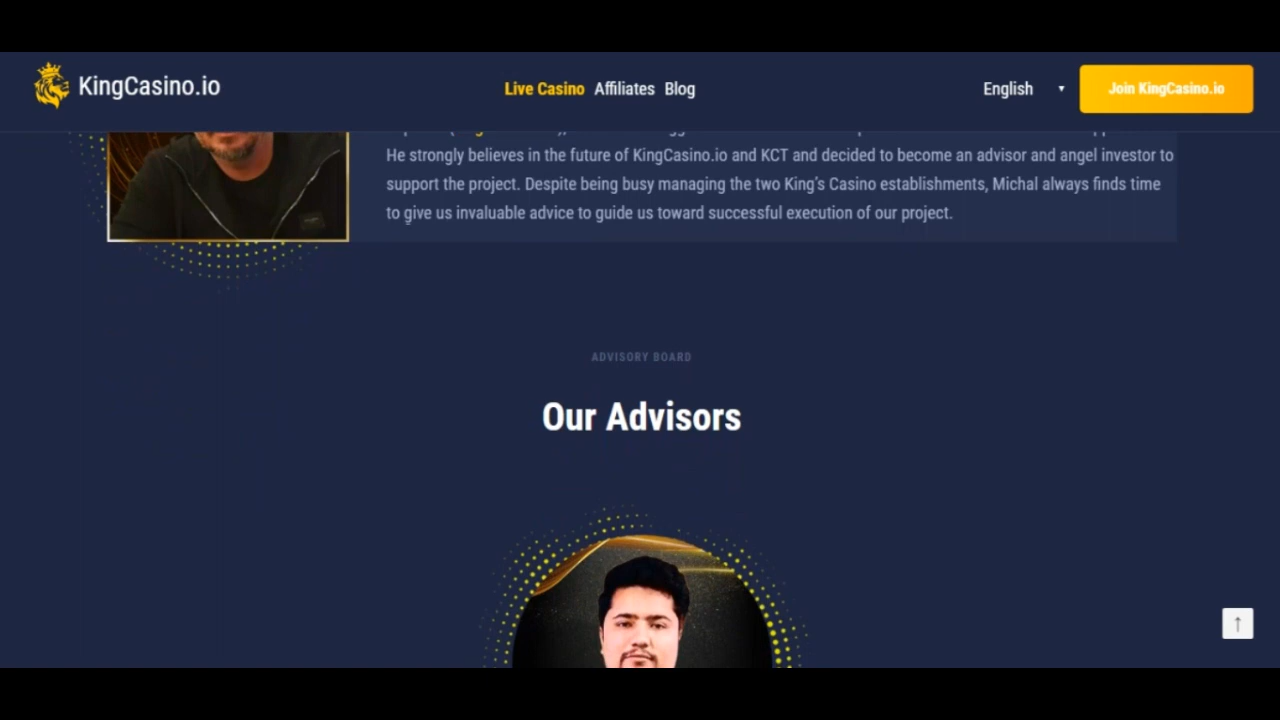 KingCasino.io
Live Casino Affiliates Blog
English
Join KingCasino.io
He strongly believes in the future of KingCasino.io and KCT and decided to become an advisor and angel investor to
support the project. Despite being busy managing the two King's Casino establishments, Michal always finds time
to give us invaluable advice to guide us toward successful execution of our project.
ADVISORY BOARD
Our Advisors